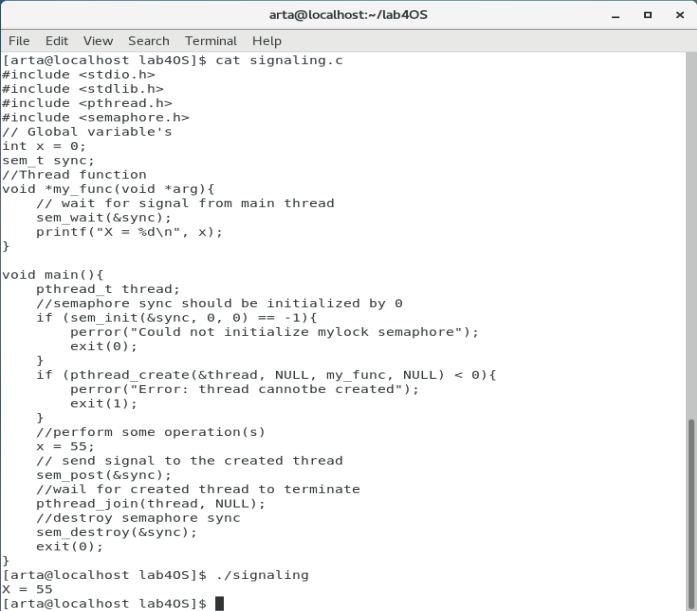 arta@localhost:~/lab4OS
File Edit View Search Terminal Help
[arta@localhost lab4OS]$ cat signaling.c
#include <stdio.h>
#include <stdlib.h>
#include <pthread.h>
#include <semaphore.h>
// Global variable's
int x = 0;
sem_t sync;
//Thread function
void *my_func(void *arg){
    // wait for signal from main thread
    sem_wait(&sync);
    printf("X = %d\n", x);
}

void main(){
    pthread_t thread;
    //semaphore sync should be initialized by 0
    if (sem_init(&sync, 0, 0) == -1){
        perror("Could not initialize mylock semaphore");
        exit(0);
    }
    if (pthread_create(&thread, NULL, my_func, NULL) < 0){
        perror("Error: thread cannotbe created");
        exit(1);
    }
    //perform some operation(s)
    x = 55;
    // send signal to the created thread
    sem_post(&sync);
    //wail for created thread to terminate
    pthread_join(thread, NULL);
    //destroy semaphore sync
    sem_destroy(&sync);
    exit(0);
}
[arta@localhost lab4OS]$ ./signaling
X = 55
[arta@localhost lab4OS]$